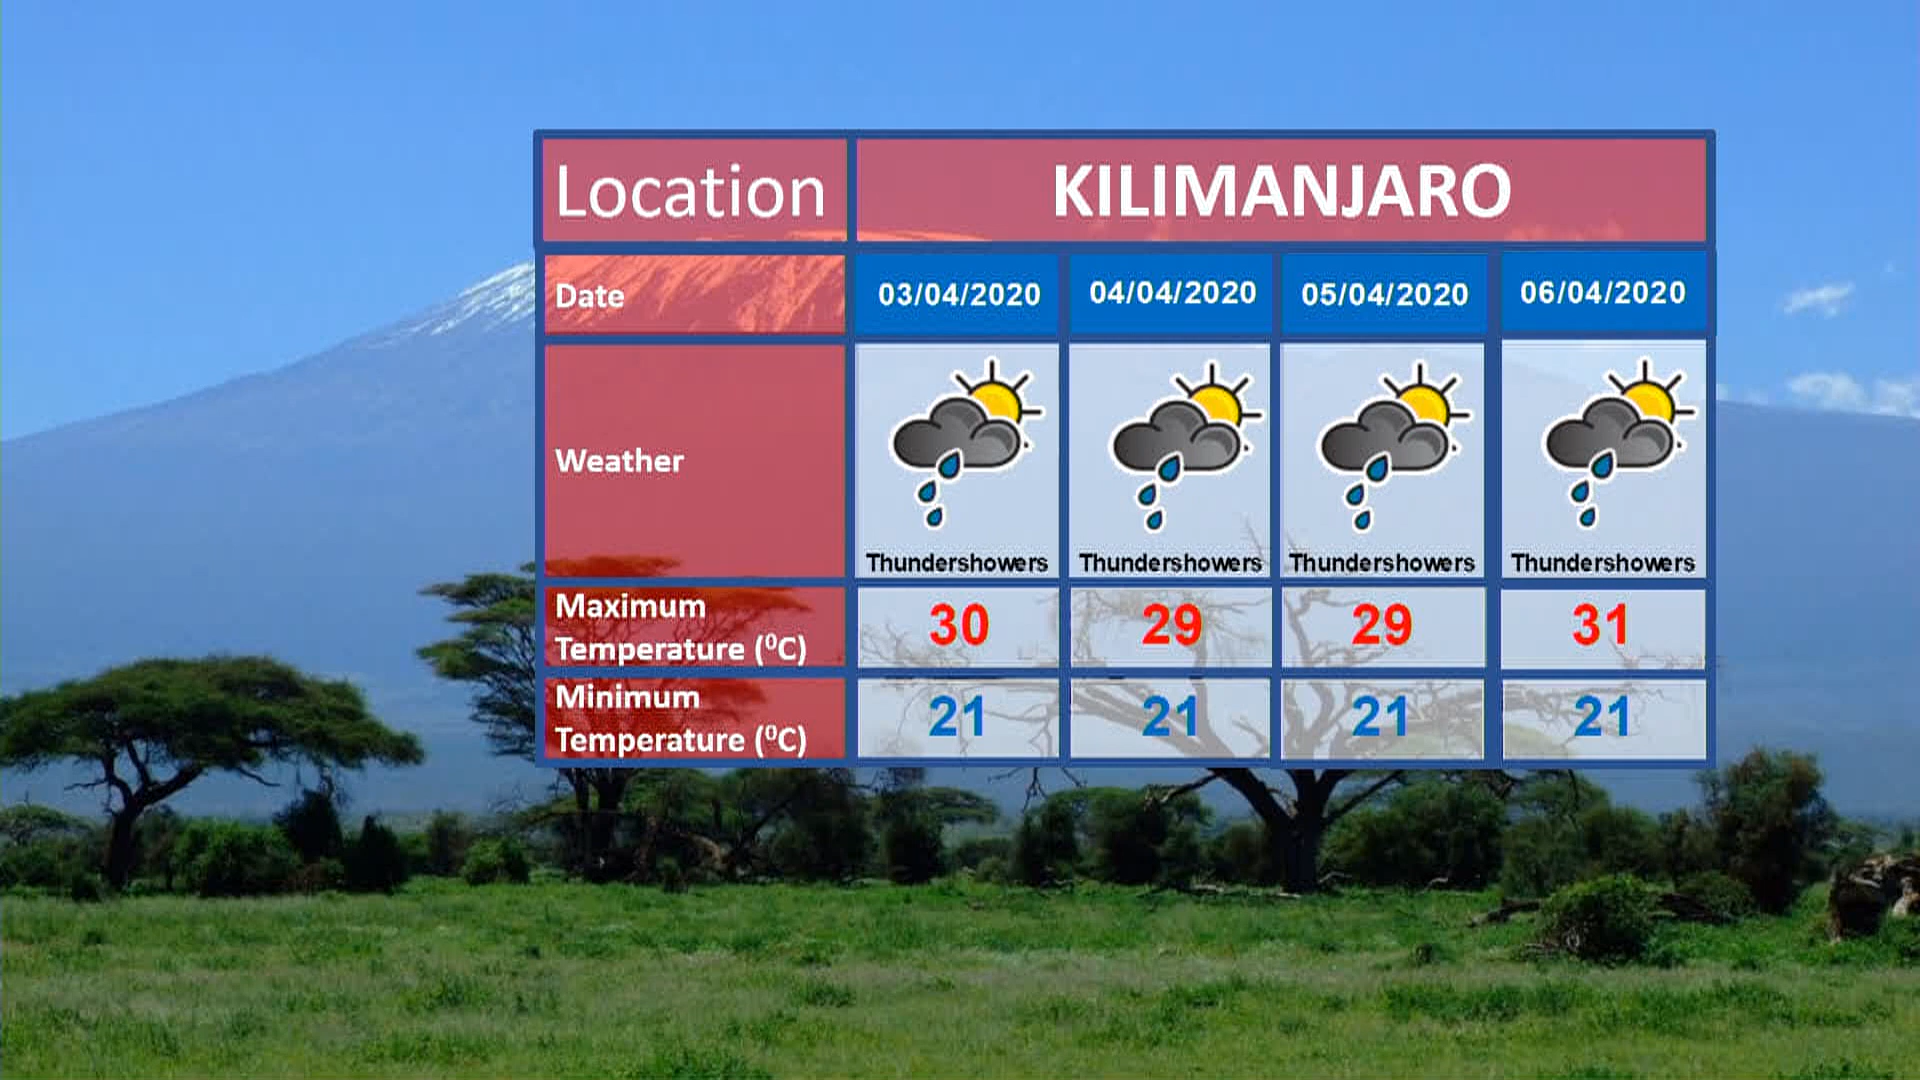 Location KILIMANJARO
Date 03/04/2020 04/04/2020 05/04/2020 06/04/2020
Weather
Thundershowers Thundershowers Thundershowers Thundershowers
Maximum
Temperature (⁰C) 30 29 29 31
Minimum
Temperature (⁰C) 21 21 21 21